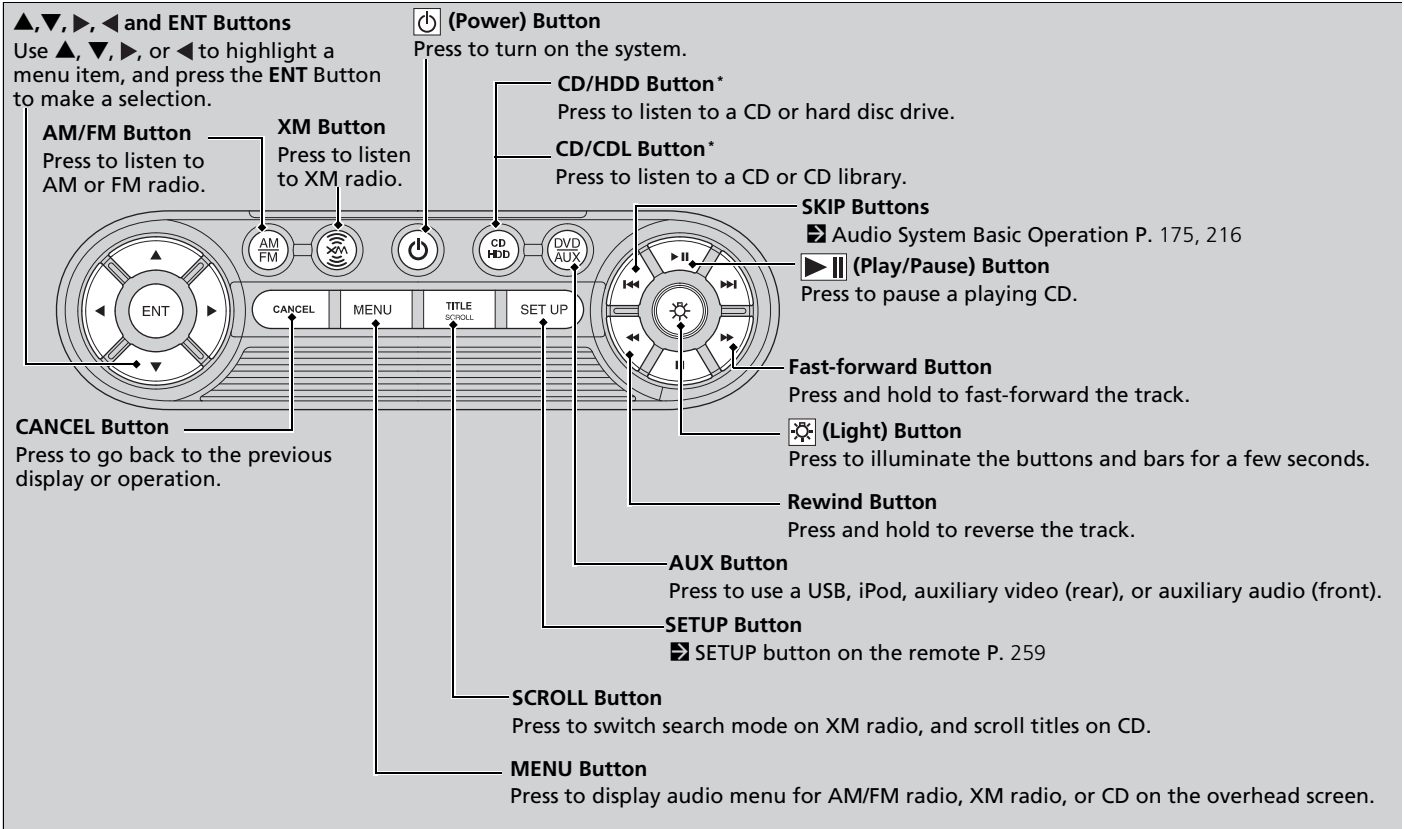 ▲,▼, ▶, ◀ and ENT Buttons
Use ▲, ▼, ▶, or ◀ to highlight a
menu item, and press the ENT Button
to make a selection.
(Power) Button
Press to turn on the system.
CD/HDD Button*
Press to listen to a CD or hard disc drive.
CD/CDL Button*
Press to listen to a CD or CD library.
AM/FM Button
Press to listen to
AM or FM radio.
XM Button
Press to listen
to XM radio.
SKIP Buttons
Audio System Basic Operation P. 175, 216
(Play/Pause) Button
Press to pause a playing CD.
AM
FM
XM
CD
HDD
DVD
AUX
ENT
CANCEL
MENU
TITLE
SCROLL
SET UP
Fast-forward Button
Press and hold to fast-forward the track.
CANCEL Button
Press to go back to the previous
display or operation.
(Light) Button
Press to illuminate the buttons and bars for a few seconds.
Rewind Button
Press and hold to reverse the track.
AUX Button
Press to use a USB, iPod, auxiliary video (rear), or auxiliary audio (front).
SETUP Button
SETUP button on the remote P. 259
SCROLL Button
Press to switch search mode on XM radio, and scroll titles on CD.
MENU Button
Press to display audio menu for AM/FM radio, XM radio, or CD on the overhead screen.